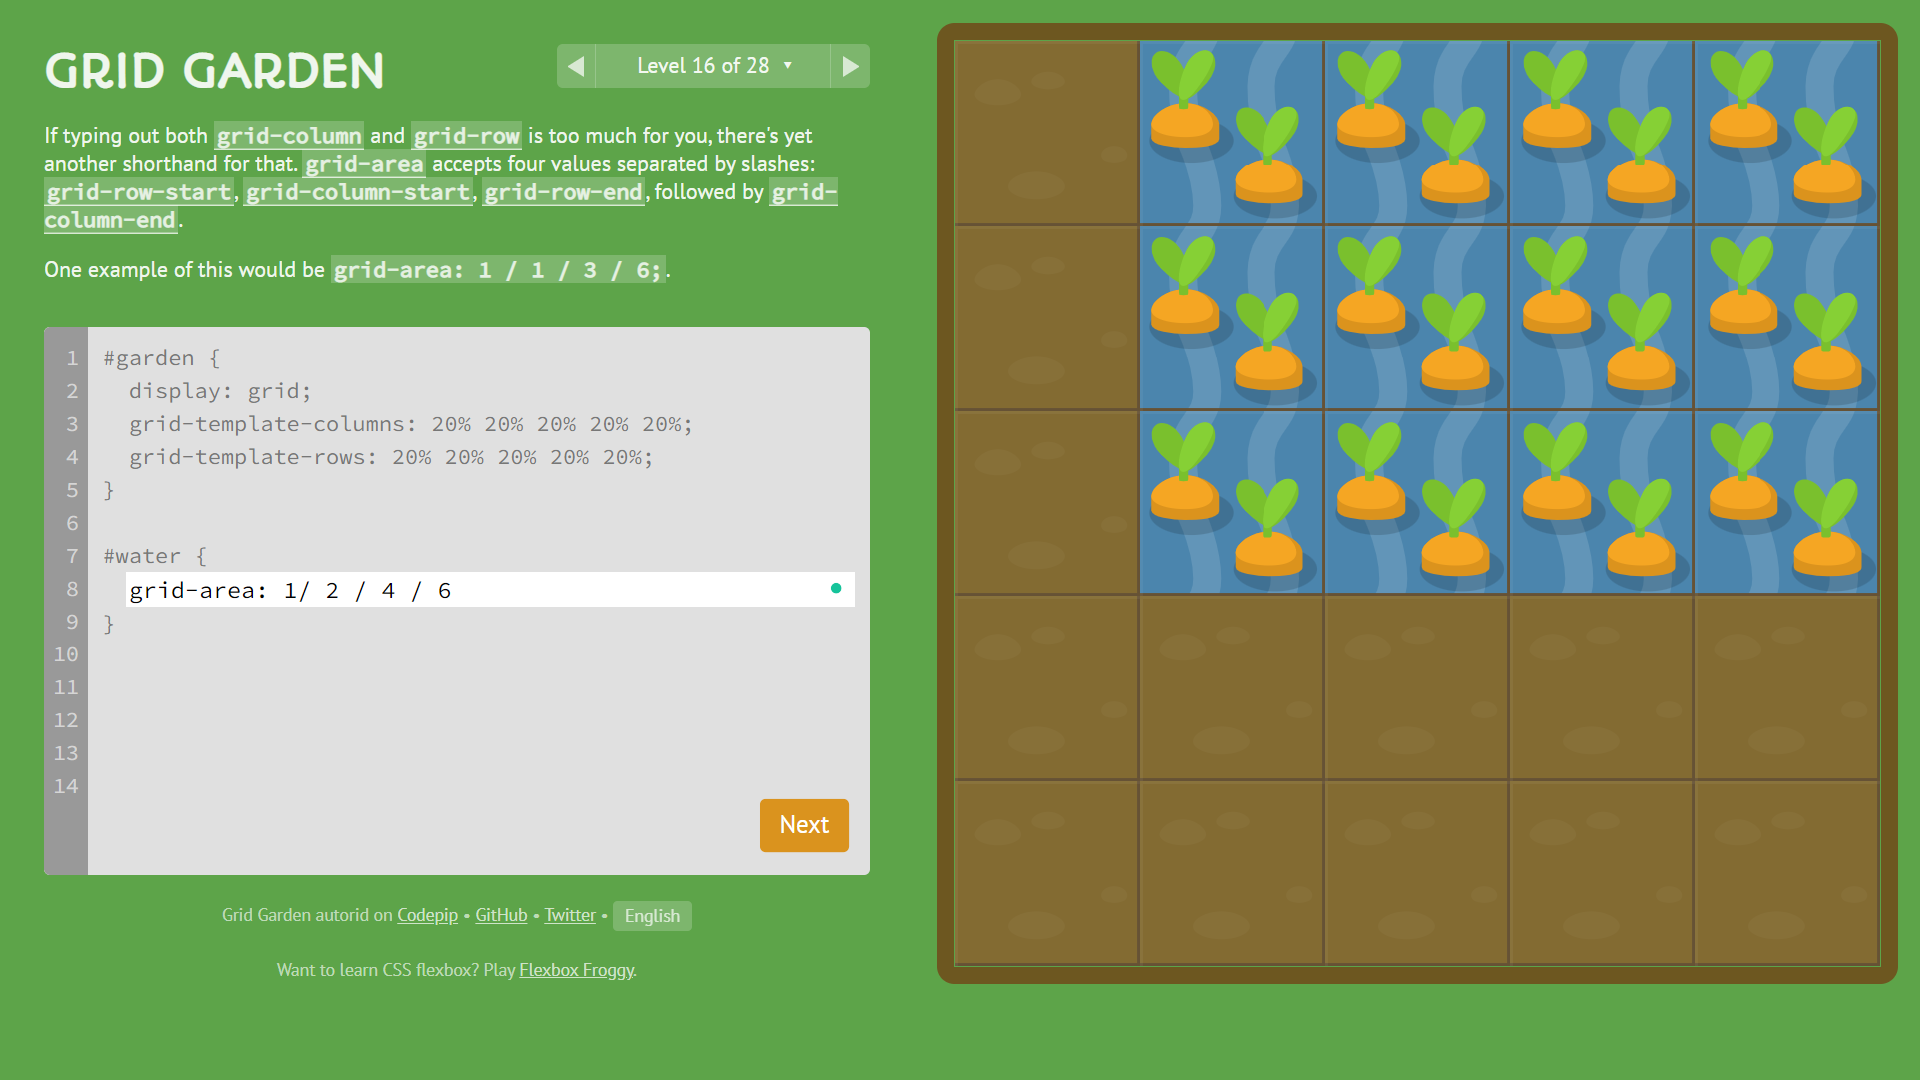 GRID GARDEN
◀ Level 16 of 28 ▼ ▶
If typing out both grid-column and grid-row is too much for you, there's yet
another shorthand for that. grid-area accepts four values separated by slashes:
grid-row-start, grid-column-start, grid-row-end, followed by grid-
column-end.
One example of this would be grid-area: 1 / 1 / 3 / 6;.
1 #garden {
2 display: grid;
3 grid-template-columns: 20% 20% 20% 20% 20%;
4 grid-template-rows: 20% 20% 20% 20% 20%;
5 }
6
7 #water {
8 grid-area: 1/ 2 / 4 / 6
9 }
10
11
12
13
14
Next
Grid Garden autorid on Codepip • GitHub • Twitter • English
Want to learn CSS flexbox? Play Flexbox Froggy.